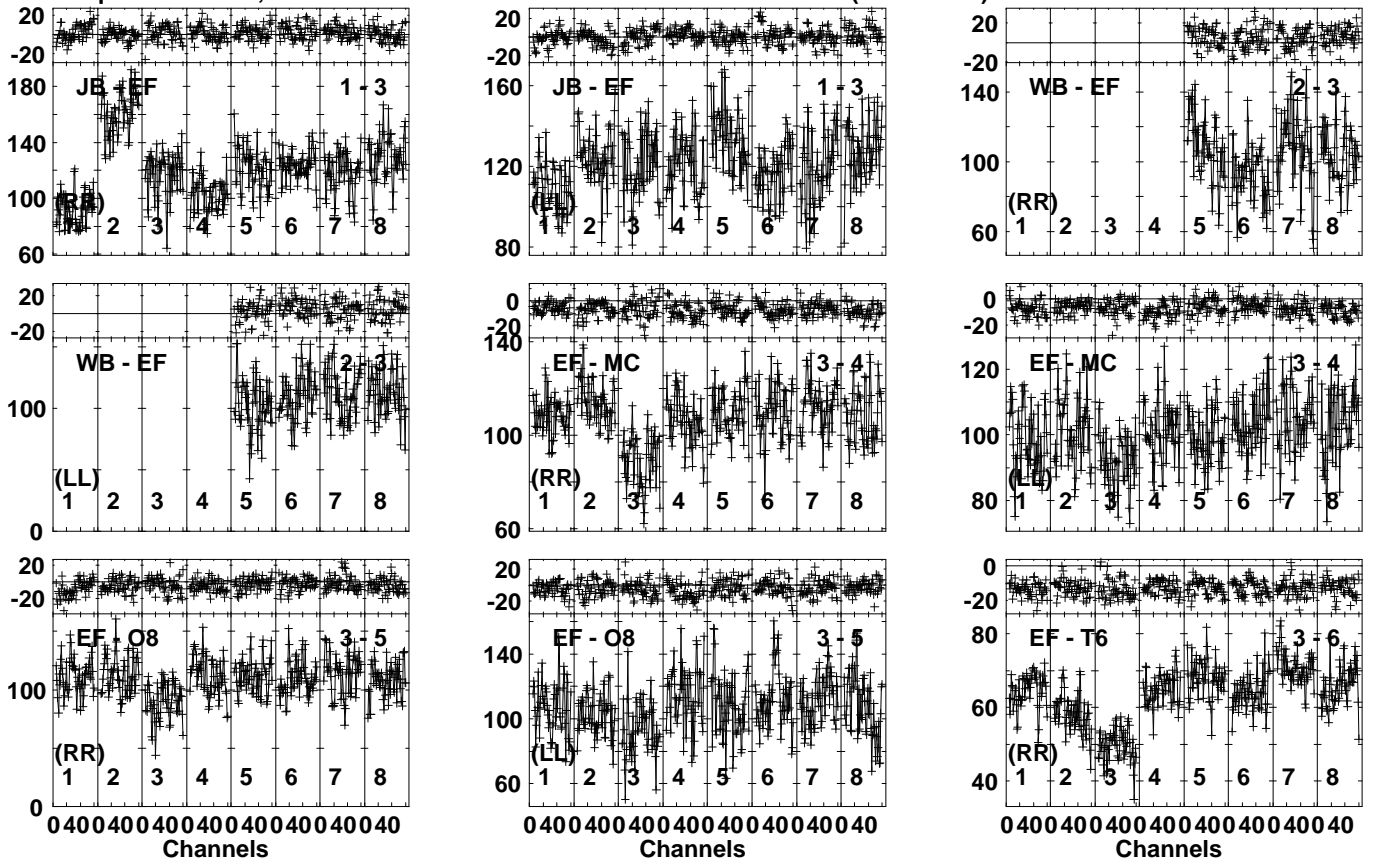 20
-20
180 JB - EF 1 - 3
140
100 (RR)
1 2 3 4 5 6 7 8
60
20
-20
160 JB - EF 1 - 3
120
(LL)
1 2 3 4 5 6 7 8
80
20
-20
140 WB - EF 2 - 3
100
(RR)
60 1 2 3 4 5 6 7 8
20
-20
WB - EF 2 - 3
100
(LL)
1 2 3 4 5 6 7 8
0
0
-20
140
EF - MC 3 - 4
100
(RR)
1 2 3 4 5 6 7 8
60
0
-20
120 EF - MC 3 - 4
100
(LL)
80 1 2 3 4 5 6 7 8
20
-20
EF - O8 3 - 5
100
(RR)
1 2 3 4 5 6 7 8
0
0 40 0 40 0 40 0 40 0 40 0 40 0 40 0 40
Channels
20
-20
140 EF - O8 3 - 5
100
(LL)
60 1 2 3 4 5 6 7 8
0 40 0 40 0 40 0 40 0 40 0 40 0 40 0 40
Channels
0
-20
80 EF - T6 3 - 6
60
(RR)
40 1 2 3 4 5 6 7 8
0 40 0 40 0 40 0 40 0 40 0 40 0 40 0 40
Channels